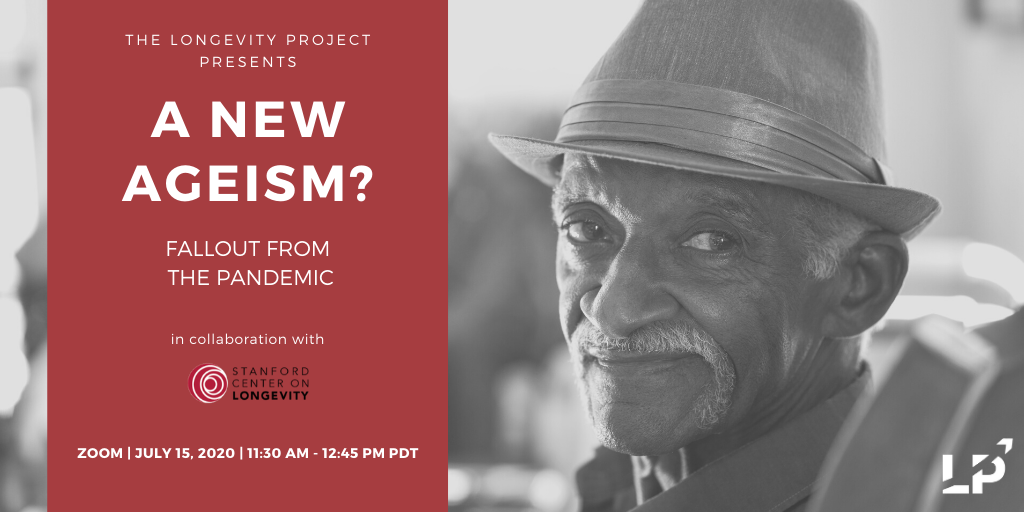 THE LONGEVITY PROJECT
PRESENTS
A NEW
AGEISM?
FALLOUT FROM
THE PANDEMIC
in collaboration with
STANFORD
CENTER ON
LONGEVITY
ZOOM | JULY 15, 2020 | 11:30 AM - 12:45 PM PDT
LP